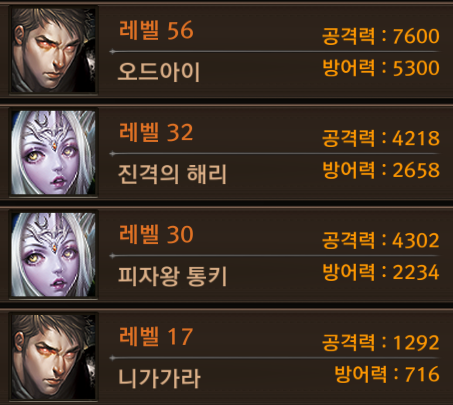 레벨 56
공격력 : 7600
오드아이
방어력 : 5300
레벨 32
공격력 : 4218
진격의 해리
방어력 : 2658
레벨 30
공격력 : 4302
피자왕 통키
방어력 : 2234
레벨 17
공격력 : 1292
니가가라
방어력 : 716